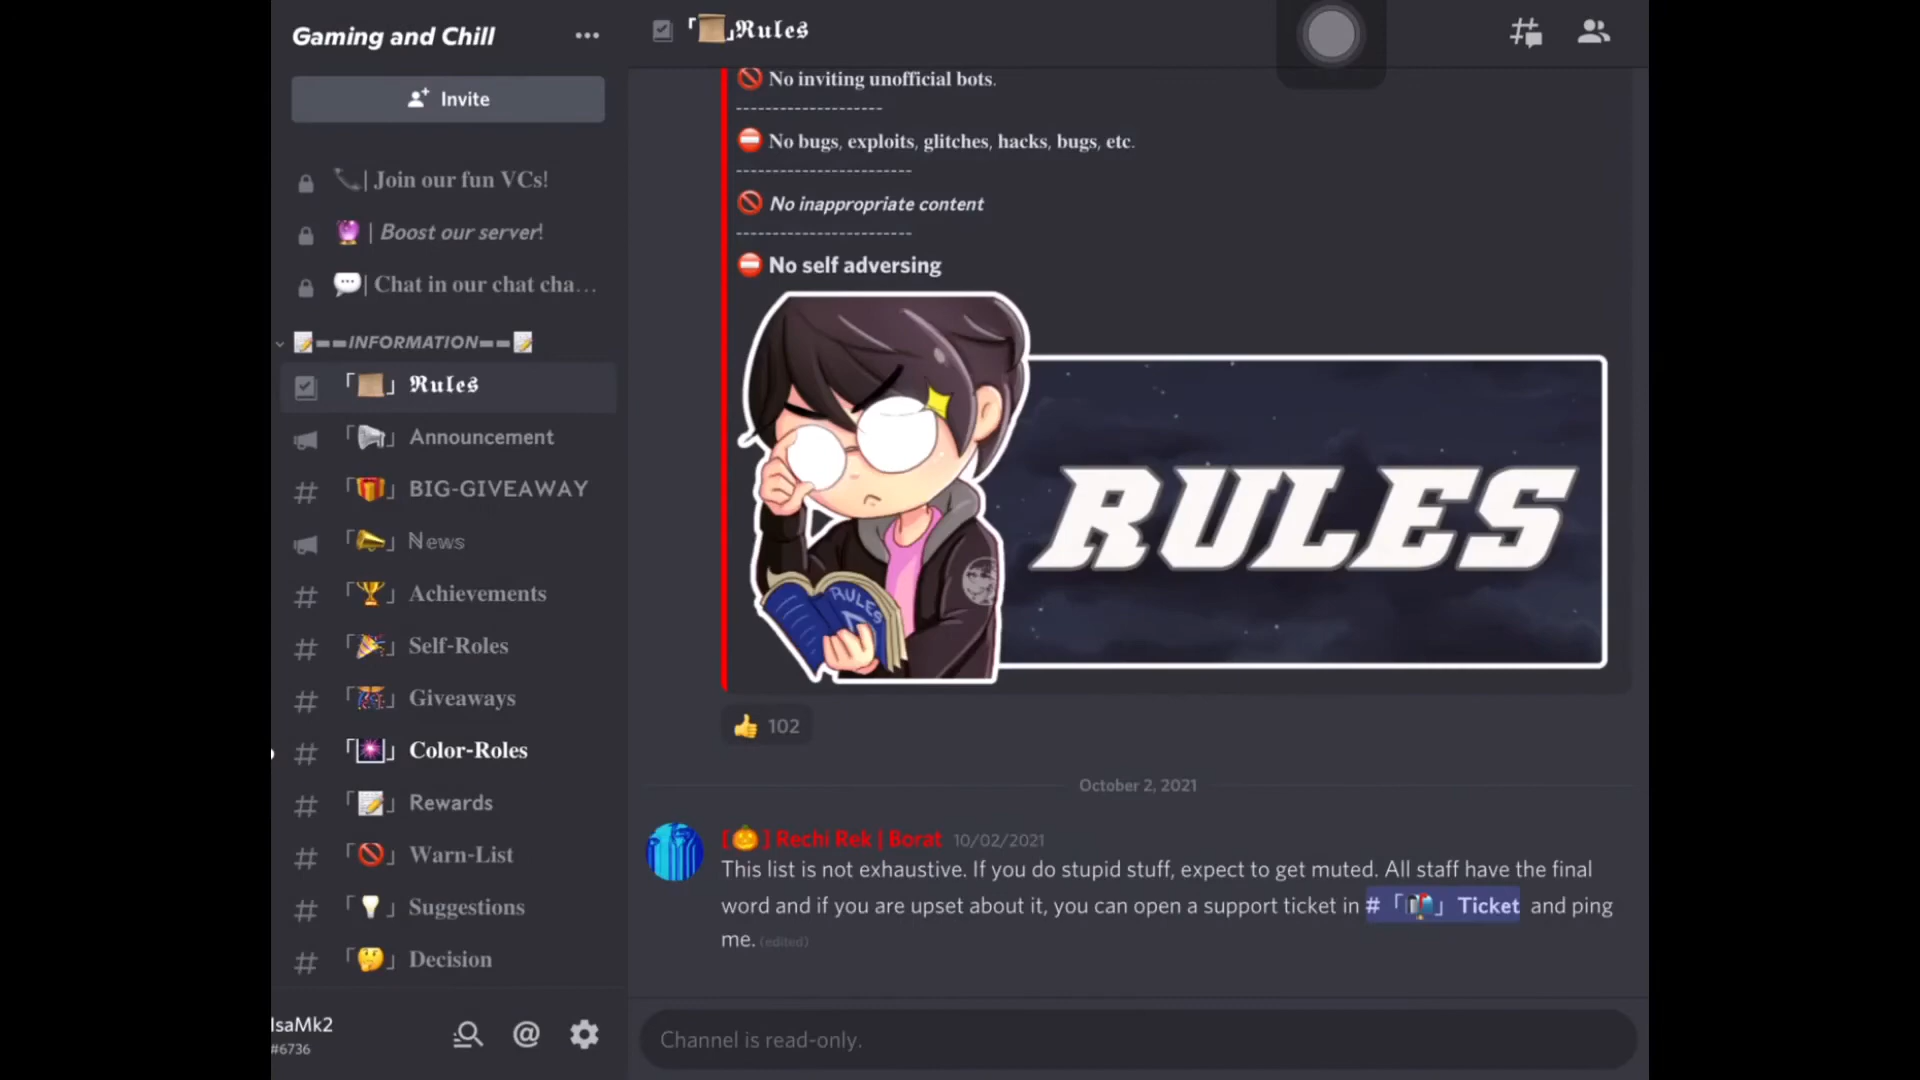 Gaming and Chill
Invite
| Join our fun VCs!
| Boost our server!
| Chat in our chat cha...
==INFORMATION==
「📜」 Rules
「📢」 Announcement
「🎁」 BIG-GIVEAWAY
「📣」 News
「🏆」 Achievements
「🎉」 Self-Roles
「🎊」 Giveaways
「🎆」 Color-Roles
「📝」 Rewards
「🚫」 Warn-List
「💡」 Suggestions
「🤔」 Decision
IsaMk2
#6736
「📜」Rules
🚫 No inviting unofficial bots.
--------------------
⛔ No bugs, exploits, glitches, hacks, bugs, etc.
------------------------
🚫 No inappropriate content
------------------------
⛔ No self adversing
RULES
RULES
👍 102
October 2, 2021
[🎃] Rechi Rek | Borat 10/02/2021
This list is not exhaustive. If you do stupid stuff, expect to get muted. All staff have the final
word and if you are upset about it, you can open a support ticket in # 「📬」 Ticket and ping
me. (edited)
Channel is read-only.